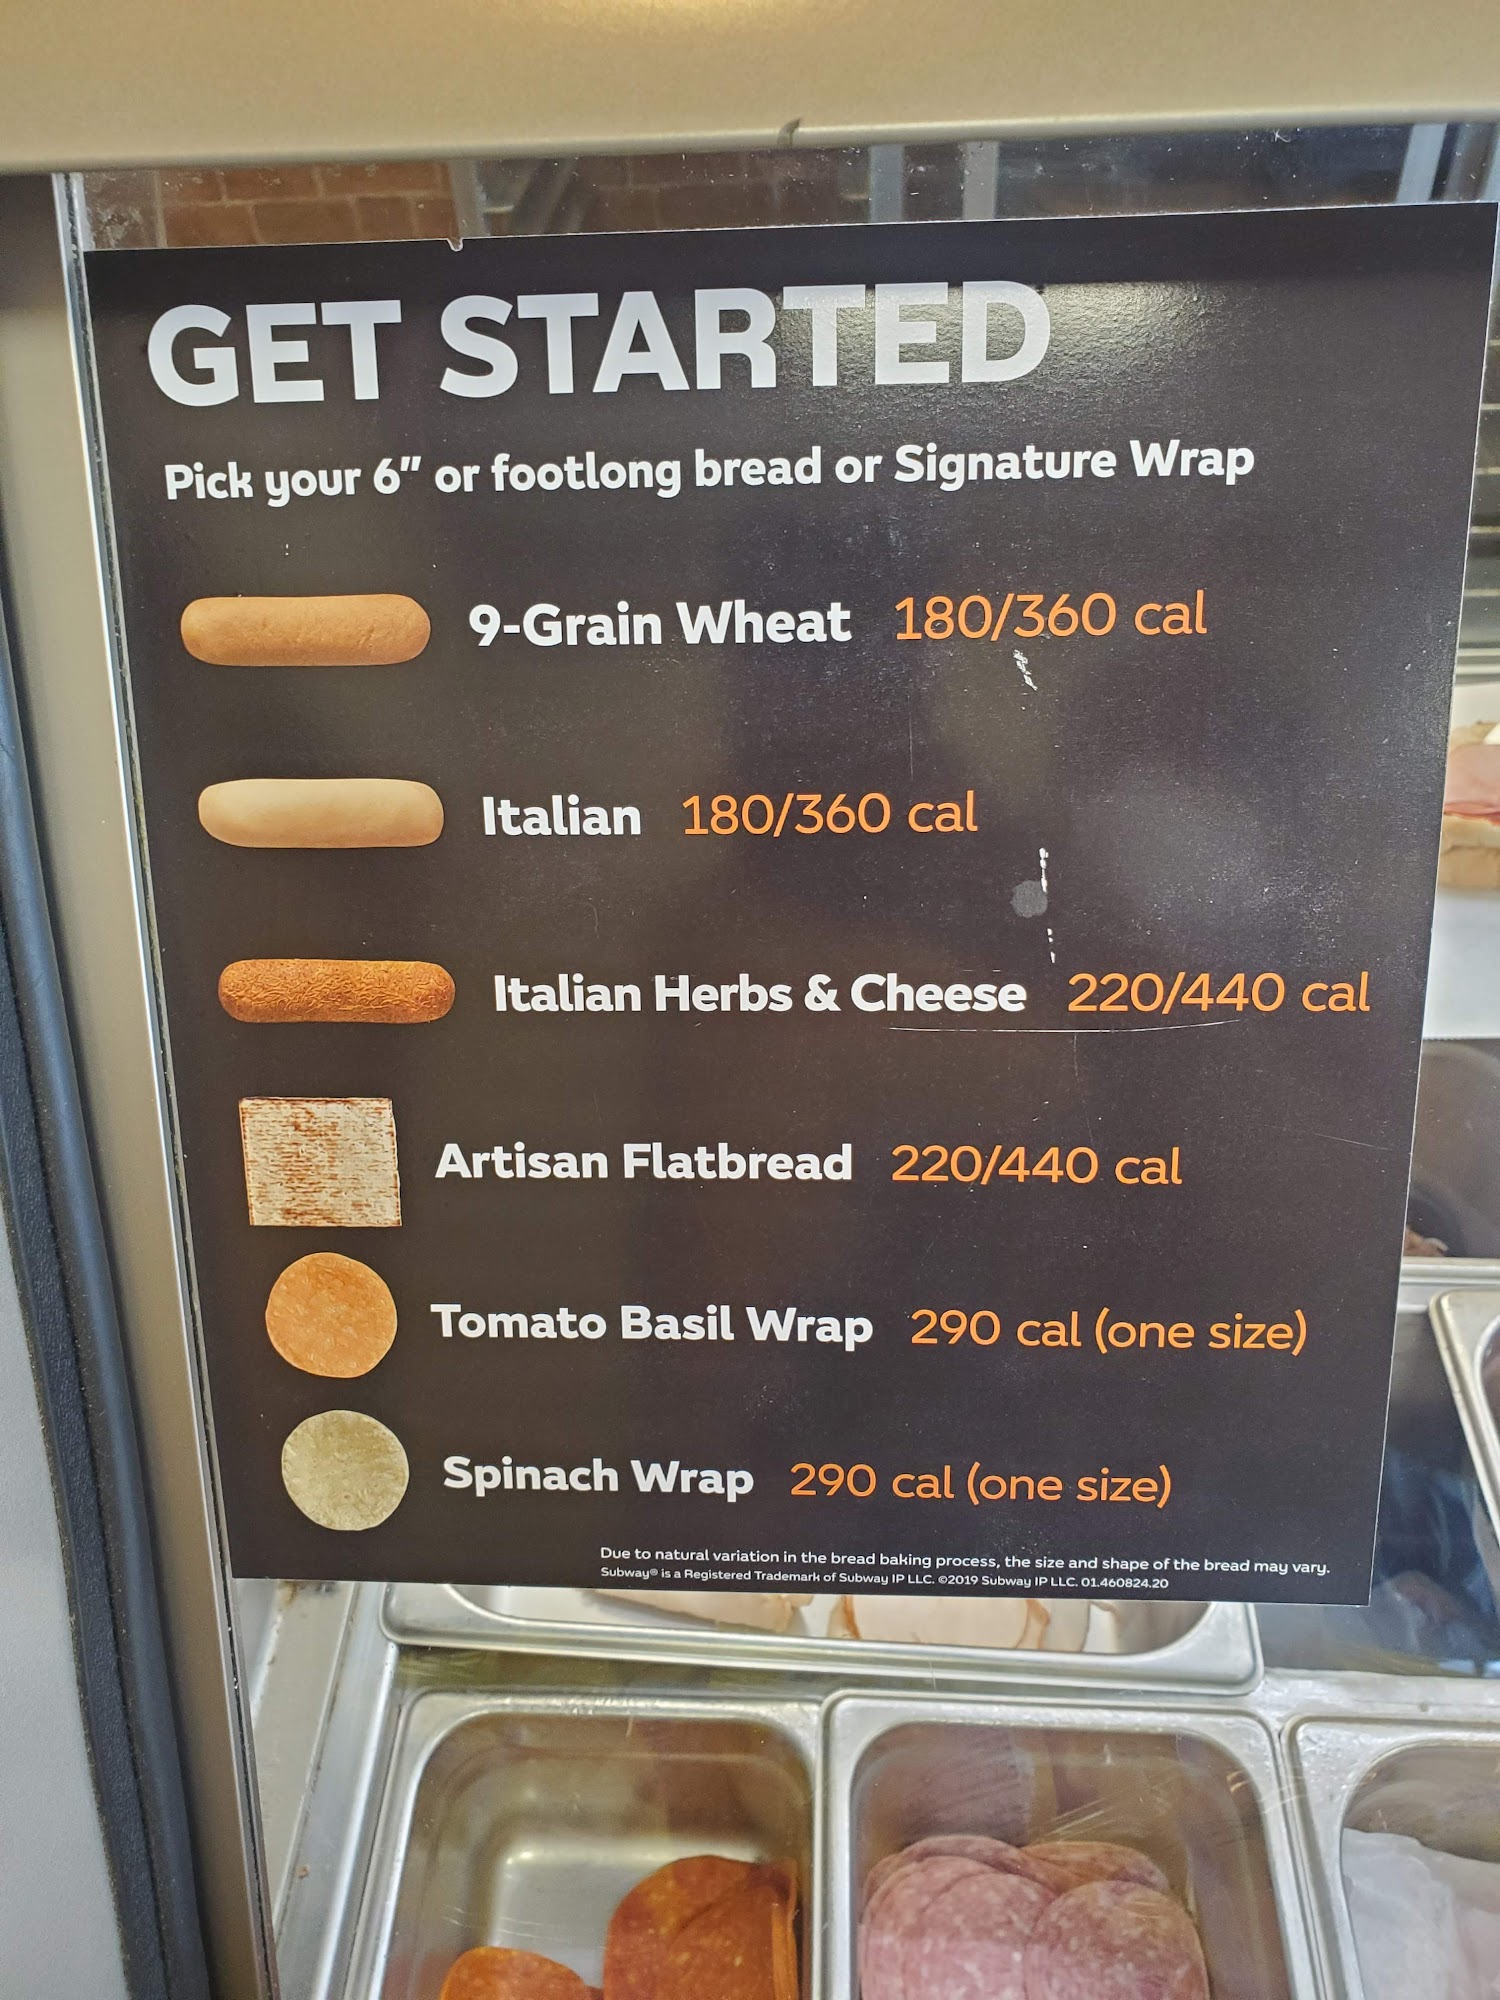 GET STARTED
Pick your 6" or footlong bread or Signature Wrap
9-Grain Wheat 180/360 cal
Italian 180/360 cal
Italian Herbs & Cheese 220/440 cal
Artisan Flatbread 220/440 cal
Tomato Basil Wrap 290 cal (one size)
Spinach Wrap 290 cal (one size)
Due to natural variation in the bread baking process, the size and shape of the bread may vary.
Subway® is a Registered Trademark of Subway IP LLC. ©2019 Subway IP LLC. 01.460824.20